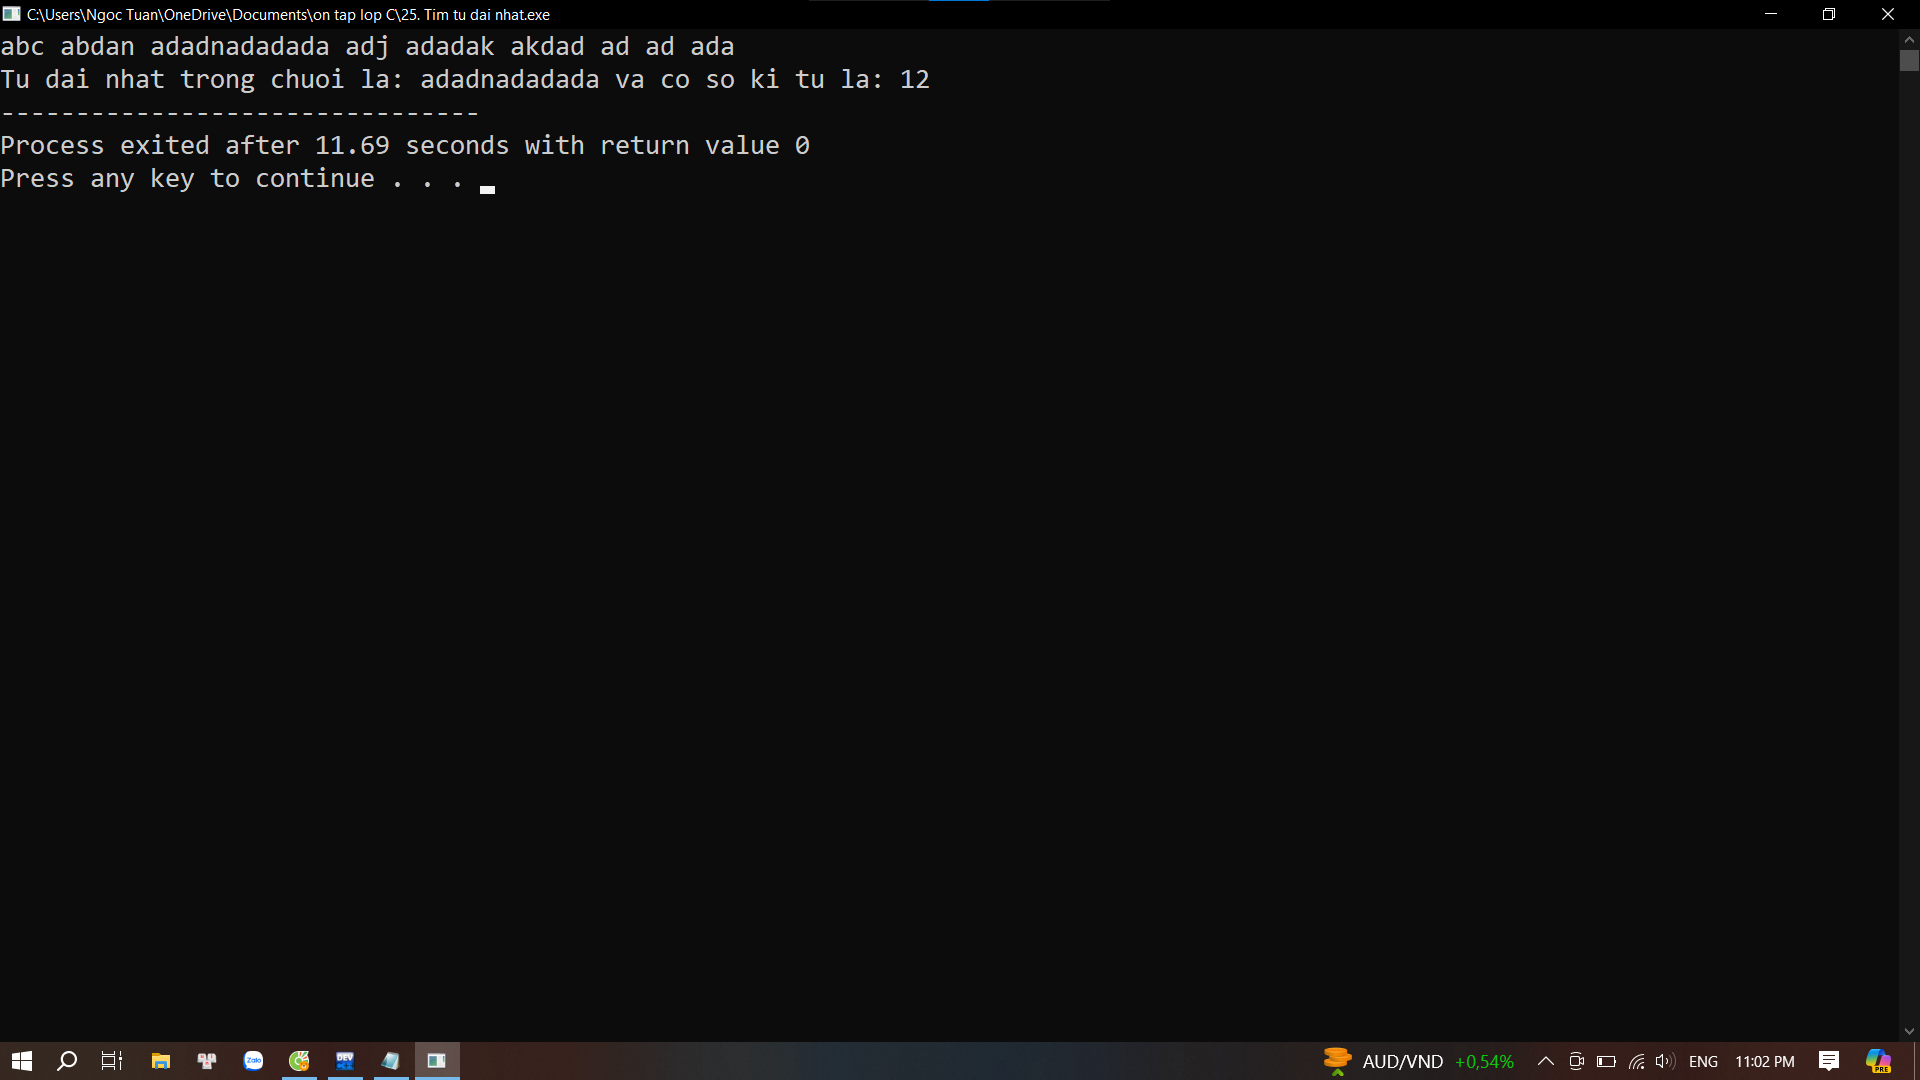 C:\Users\Ngoc Tuan\OneDrive\Documents\on tap lop C\25. Tim tu dai nhat.exe
abc abdan adadnadadada adj adadak akdad ad ad ada
Tu dai nhat trong chuoi la: adadnadadada va co so ki tu la: 12
--------------------------------
Process exited after 11.69 seconds with return value 0
Press any key to continue . . .
Zalo DEV AUD/VND +0,54% ENG 11:02 PM PRE